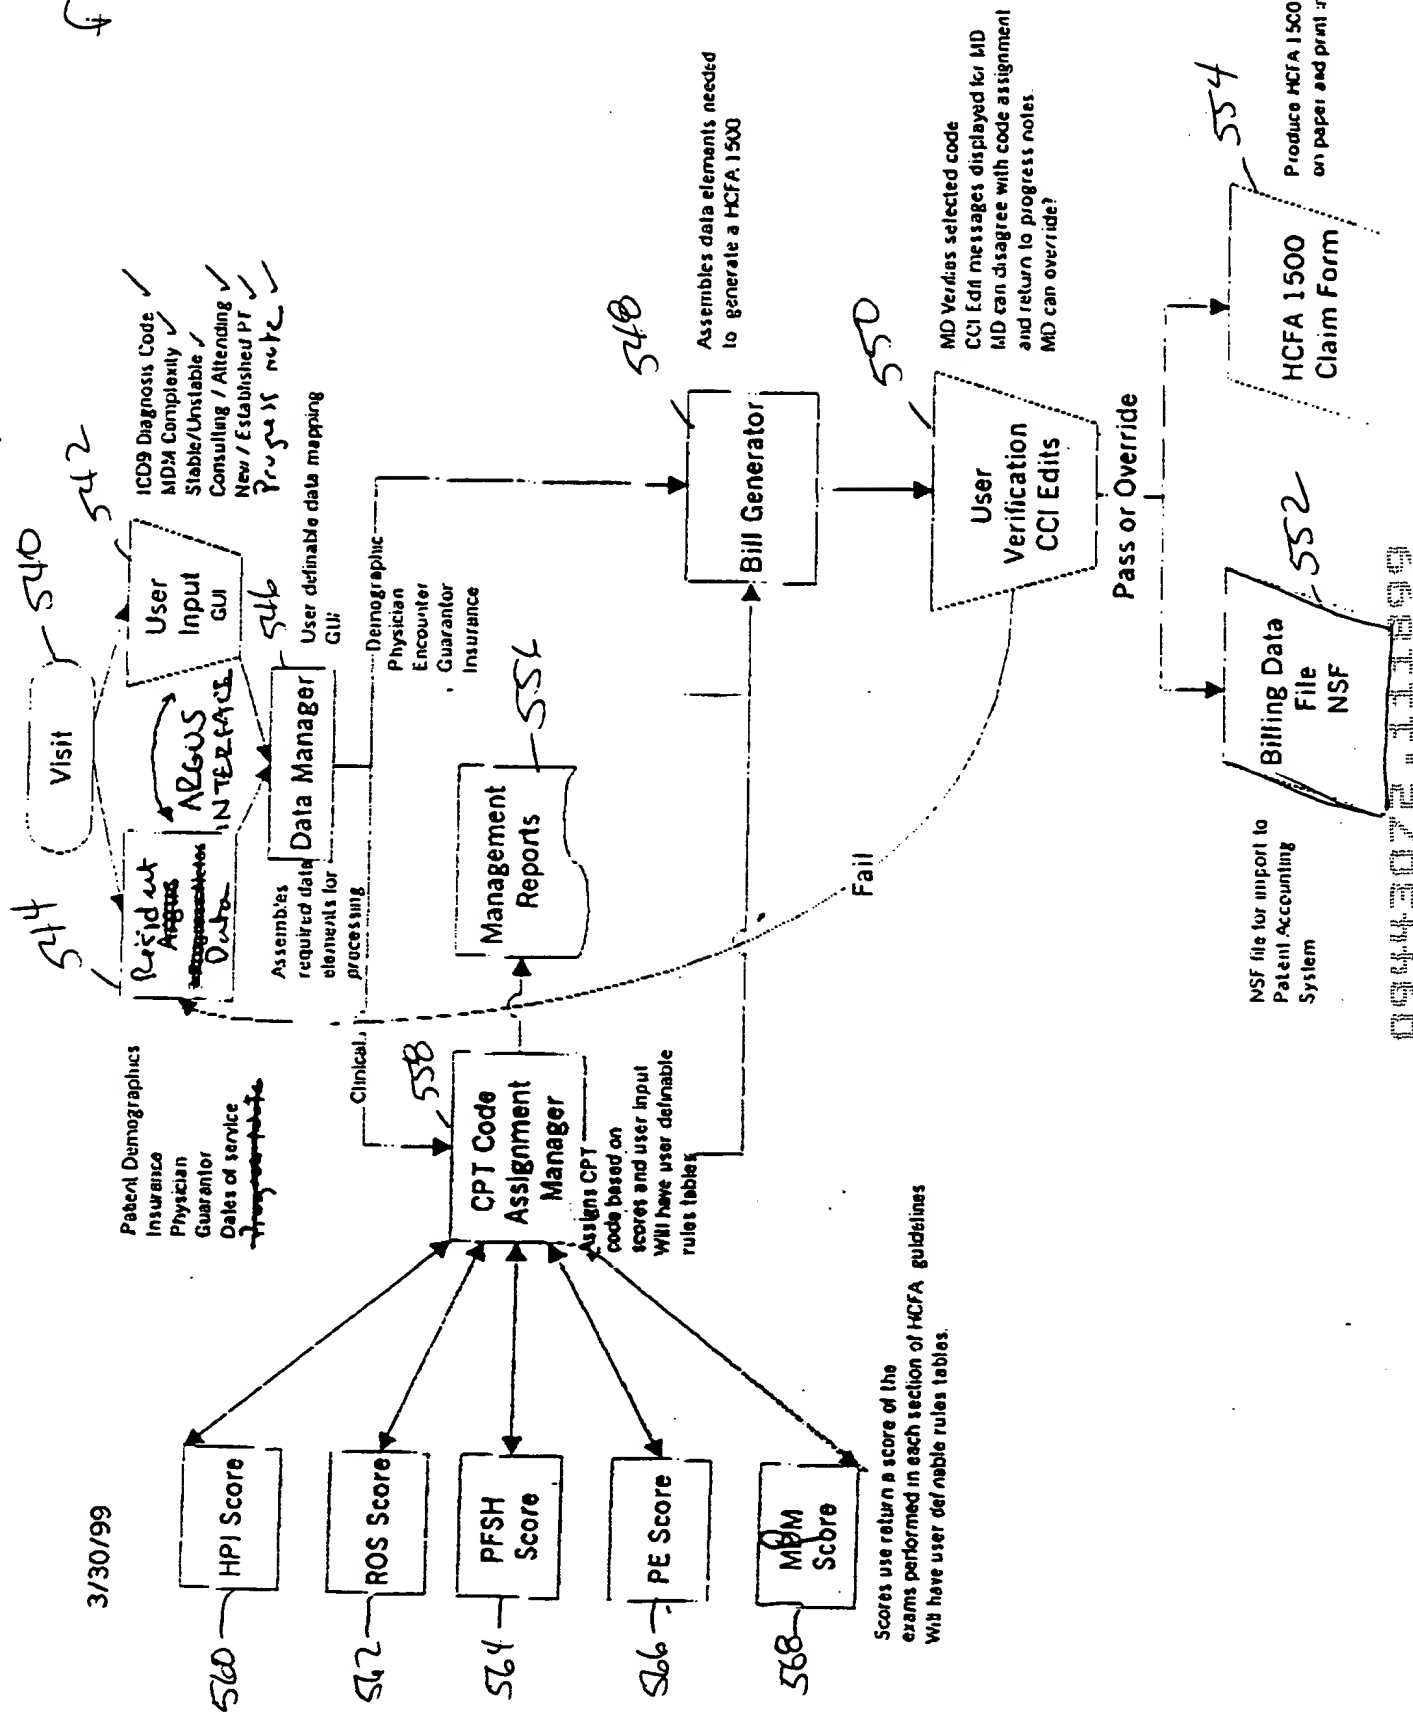 3/30/99
540
Visit
544
Resident
Argus
Data
ARGUS
INTERFACE
542
User
Input
GUI
ICD9 Diagnosis Code ✓
MDM Complexity ✓
Stable/Unstable ✓
Consulting / Attending ✓
New / Established PT ✓
Progress note ✓
Patient Demographics
Insurance
Physician
Guarantor
Dates of service
Progress Note
546
Data Manager
User definable data mapping
GUI
Assembles
required data
elements for
processing
Clinical
Demographic
Physician
Encounter
Guarantor
Insurance
558
CPT Code
Assignment
Manager
Assigns CPT
code based on
scores and user input
Will have user definable
rules tables
Management
Reports
556
560
HPI Score
562
ROS Score
564
PFSH
Score
566
PE Score
568
MDM
Score
Scores use return a score of the
exams performed in each section of HCFA guidelines
Will have user definable rules tables.
548
Bill Generator
Assembles data elements needed
to generate a HCFA 1500
550
User
Verification
CCI Edits
MD Verifies selected code
CCI Edit messages displayed for MD
MD can disagree with code assignment
and return to progress notes
MD can override?
Fail
Pass or Override
552
Billing Data
File
NSF
NSF file for import to
Patent Accounting
System
554
HCFA 1500
Claim Form
Produce HCFA 1500
on paper and print